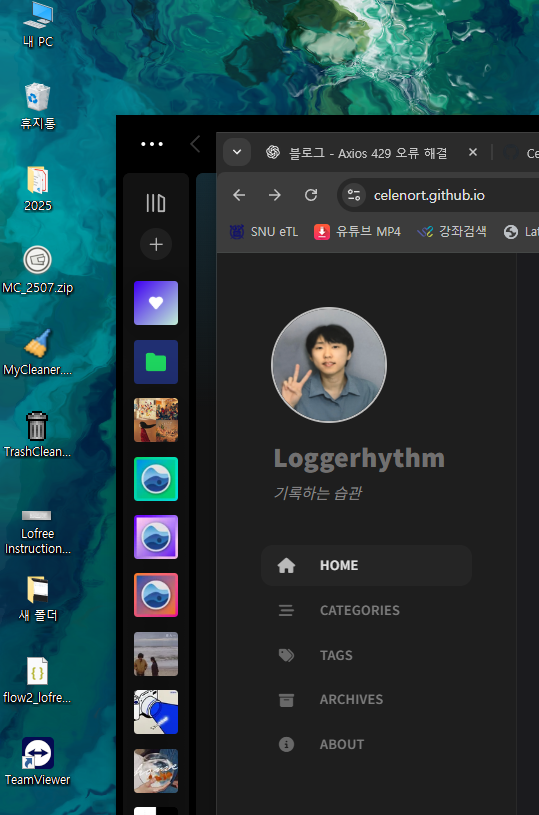 내 PC
휴지통
2025
MC_2507.zip
MyCleaner....
TrashClean...
Lofree
Instruction...
새 폴더
flow2_lofre...
TeamViewer
블로그 - Axios 429 오류 해결
Ce
celenort.github.io
SNU eTL
유튜브 MP4
강좌검색
Lat
Loggerhythm
기록하는 습관
HOME
CATEGORIES
TAGS
ARCHIVES
ABOUT